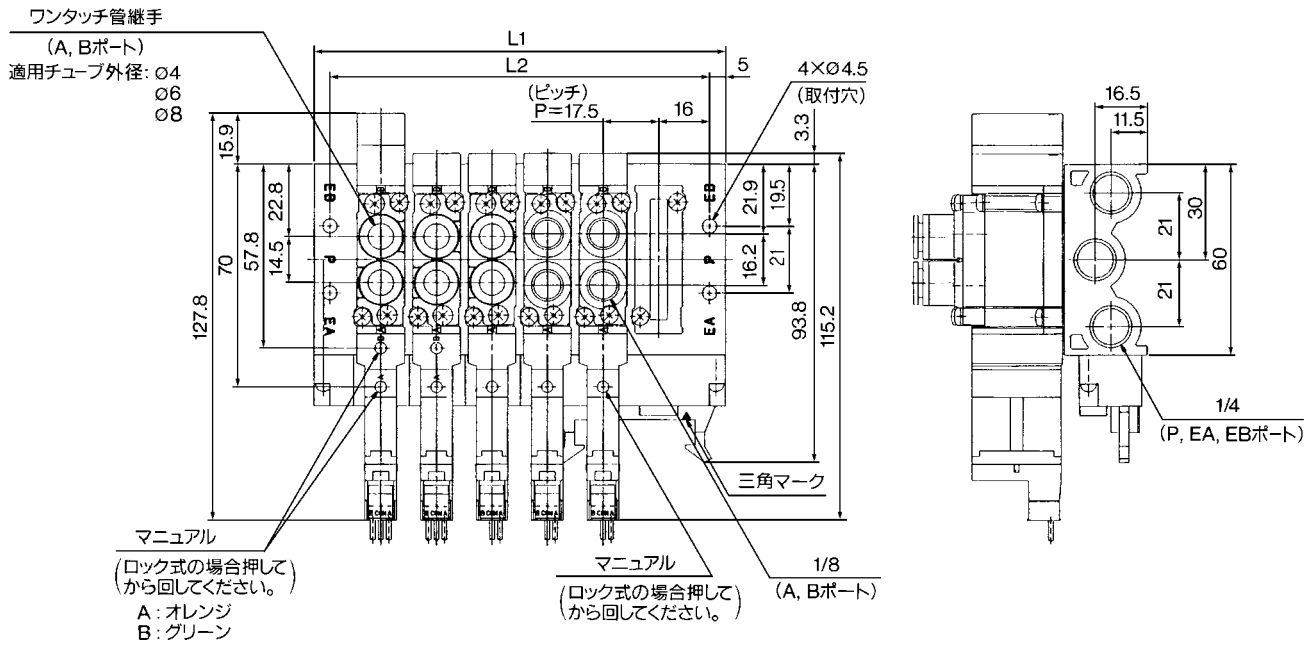 ワンタッチ管継手
(A, Bポート)
適用チューブ外径: Ø4
Ø6
Ø8
L1
L2
5
4×Ø4.5
(取付穴)
(ピッチ)
P=17.5
16
3.3
15.9
22.8
14.5
57.8
70
127.8
21.9
19.5
16.2
21
93.8
115.2
EB
P
EA
EB
P
EA
三角マーク
マニュアル
(ロック式の場合押して
から回してください。)
A : オレンジ
B : グリーン
マニュアル
(ロック式の場合押して
から回してください。)
1/8
(A, Bポート)
16.5
11.5
21
30
21
60
1/4
(P, EA, EBポート)